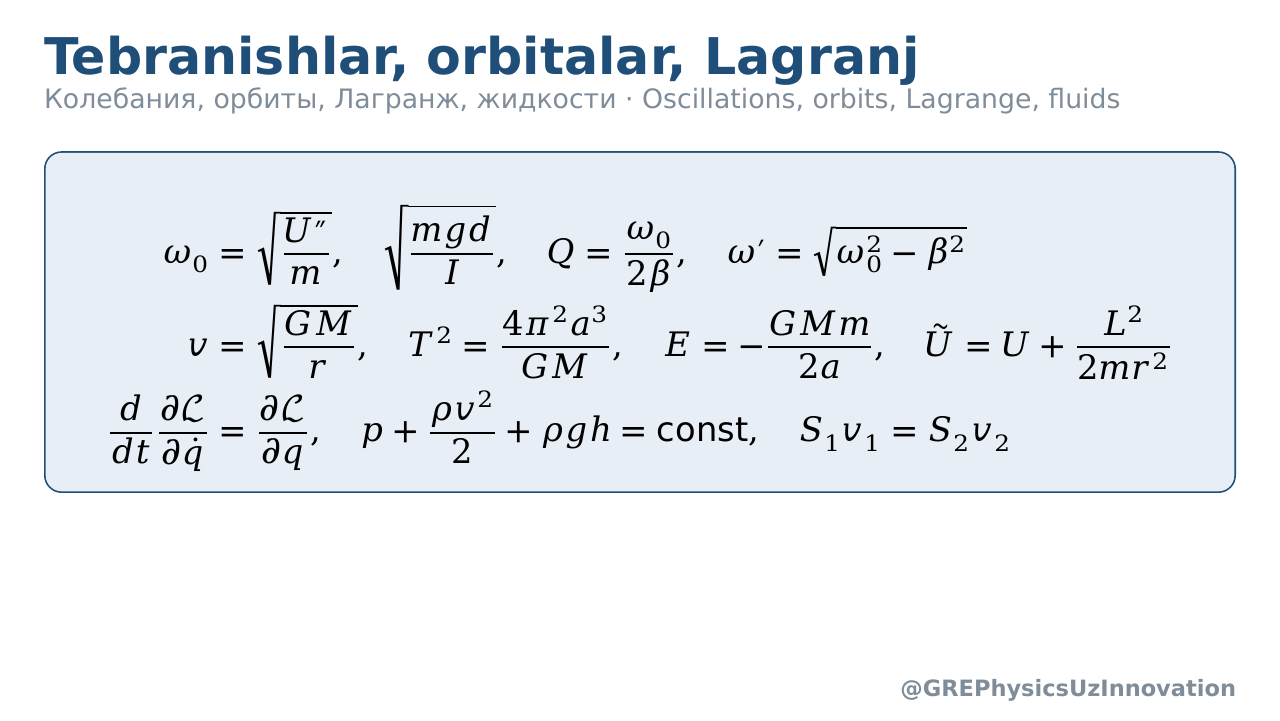 Tebranishlar, orbitalar, Lagranj
Колебания, орбиты, Лагранж, жидкости · Oscillations, orbits, Lagrange, fluids
ω₀ = √(U″/m), √(mgd/I), Q = ω₀/2β, ω′ = √(ω₀² − β²)
v = √(GM/r), T² = 4π²a³/GM, E = −GMm/2a, Ũ = U + L²/2mr²
d/dt ∂ℒ/∂q̇ = ∂ℒ/∂q, p + ρv²/2 + ρgh = const, S₁v₁ = S₂v₂
@GREPhysicsUzInnovation